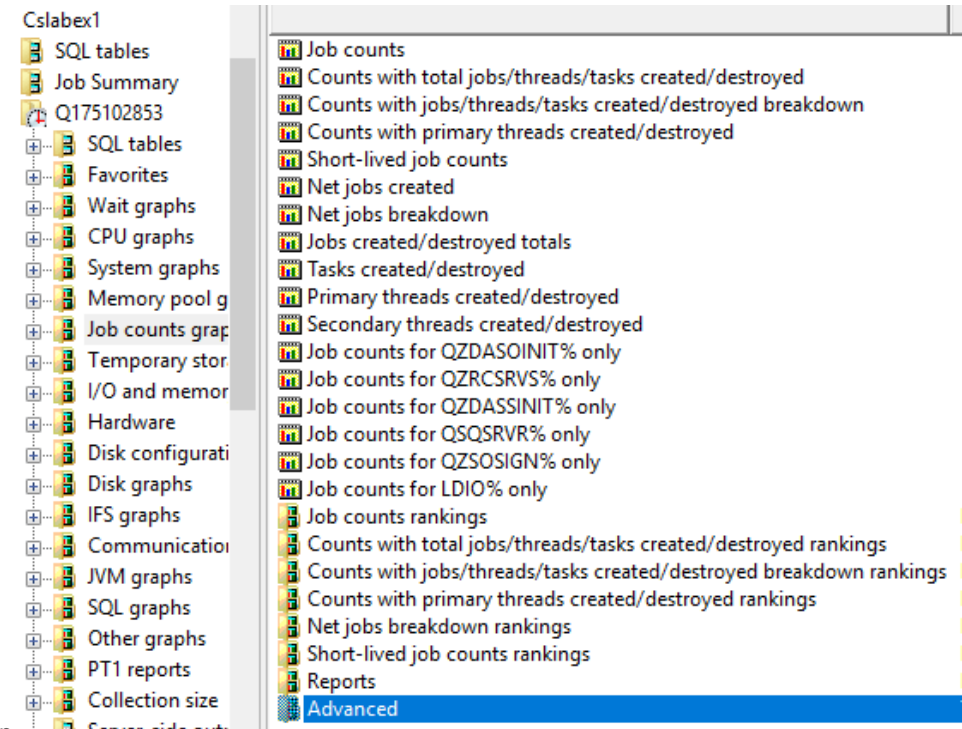 Cslabex1
SQL tables
Job Summary
Q175102853
SQL tables
Favorites
Wait graphs
CPU graphs
System graphs
Memory pool g
Job counts grap
Temporary stor
I/O and memor
Hardware
Disk configurati
Disk graphs
IFS graphs
Communication
JVM graphs
SQL graphs
Other graphs
PT1 reports
Collection size
Job counts
Counts with total jobs/threads/tasks created/destroyed
Counts with jobs/threads/tasks created/destroyed breakdown
Counts with primary threads created/destroyed
Short-lived job counts
Net jobs created
Net jobs breakdown
Jobs created/destroyed totals
Tasks created/destroyed
Primary threads created/destroyed
Secondary threads created/destroyed
Job counts for QZDASOINIT% only
Job counts for QZRCSRVS% only
Job counts for QZDASSINIT% only
Job counts for QSQSRVR% only
Job counts for QZSOSIGN% only
Job counts for LDIO% only
Job counts rankings
Counts with total jobs/threads/tasks created/destroyed rankings
Counts with jobs/threads/tasks created/destroyed breakdown rankings
Counts with primary threads created/destroyed rankings
Net jobs breakdown rankings
Short-lived job counts rankings
Reports
Advanced